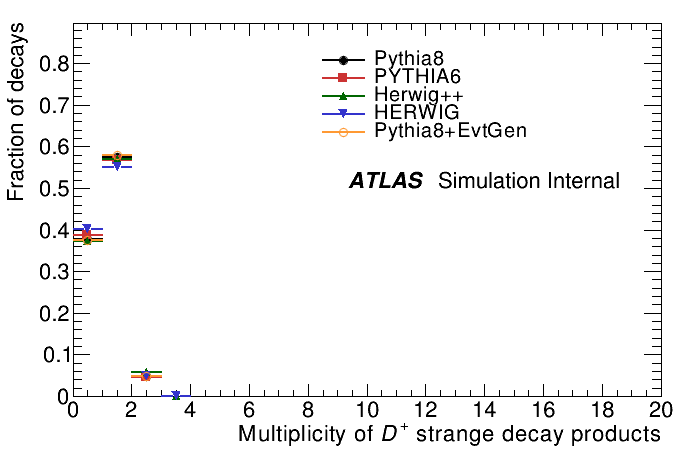 Fraction of decays
0.8
0.7
0.6
0.5
0.4
0.3
0.2
0.1
0
Pythia8
PYTHIA6
Herwig++
HERWIG
Pythia8+EvtGen
ATLAS Simulation Internal
0 2 4 6 8 10 12 14 16 18 20
Multiplicity of D⁺ strange decay products